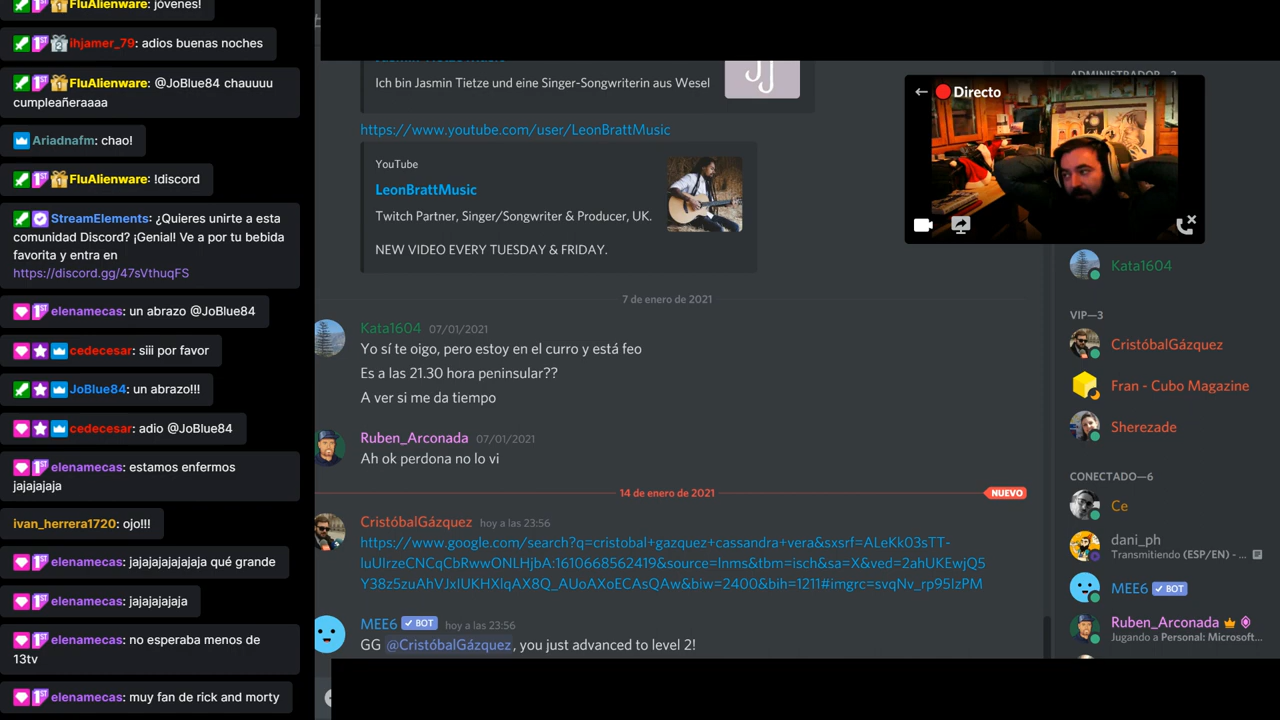 FluAlienware: jóvenes!
ihjamer_79: adios buenas noches
FluAlienware: @JoBlue84 chauuuu
cumpleañeraaaa
Ariadnafm: chao!
FluAlienware: !discord
StreamElements: ¿Quieres unirte a esta
comunidad Discord? ¡Genial! Ve a por tu bebida
favorita y entra en
https://discord.gg/47sVthuqFS
elenamecas: un abrazo @JoBlue84
cedecesar: siii por favor
JoBlue84: un abrazo!!!
cedecesar: adio @JoBlue84
elenamecas: estamos enfermos
jajajajaja
ivan_herrera1720: ojo!!!
elenamecas: jajajajajaja qué grande
elenamecas: jajajajaja
elenamecas: no esperaba menos de
13tv
elenamecas: muy fan de rick and morty
Ich bin Jasmin Tietze und eine Singer-Songwriterin aus Wesel
https://www.youtube.com/user/LeonBrattMusic
YouTube
LeonBrattMusic
Twitch Partner, Singer/Songwriter & Producer, UK.
NEW VIDEO EVERY TUESDAY & FRIDAY.
7 de enero de 2021
Kata1604 07/01/2021
Yo sí te oigo, pero estoy en el curro y está feo
Es a las 21.30 hora peninsular??
A ver si me da tiempo
Ruben_Arconada 07/01/2021
Ah ok perdona no lo vi
14 de enero de 2021 NUEVO
CristóbalGázquez hoy a las 23:56
https://www.google.com/search?q=cristobal+gazquez+cassandra+vera&sxsrf=ALeKk03sTT-
luUIrzeCNCqCbRwwONLHjbA:1610668562419&source=lnms&tbm=isch&sa=X&ved=2ahUKEwjQ5
Y38z5zuAhVJxIUKHXlqAX8Q_AUoAXoECAsQAw&biw=2400&bih=1211#imgrc=svqNv_rp95lzPM
MEE6 BOT hoy a las 23:56
GG @CristóbalGázquez, you just advanced to level 2!
Directo
Kata1604
VIP—3
CristóbalGázquez
Fran - Cubo Magazine
Sherezade
CONECTADO—6
Ce
dani_ph
Transmitiendo (ESP/EN) - ...
MEE6 BOT
Ruben_Arconada
Jugando a Personal: Microsoft...